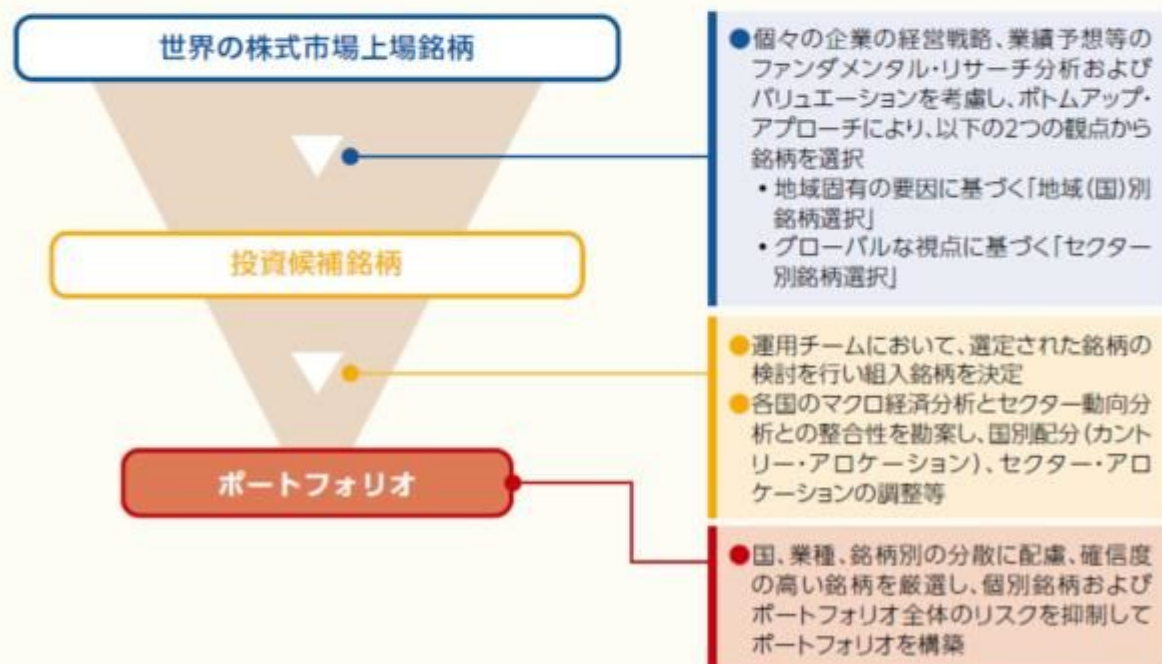 世界の株式市場上場銘柄
●個々の企業の経営戦略、業績予想等の
ファンダメンタル・リサーチ分析および
バリュエーションを考慮し、ボトムアップ・
アプローチにより、以下の2つの観点から
銘柄を選択
・地域固有の要因に基づく「地域(国)別
銘柄選択」
・グローバルな視点に基づく「セクター
別銘柄選択」
投資候補銘柄
●運用チームにおいて、選定された銘柄の
検討を行い組入銘柄を決定
●各国のマクロ経済分析とセクター動向分
析との整合性を勘案し、国別配分(カント
リー・アロケーション)、セクター・アロ
ケーションの調整等
ポートフォリオ
●国、業種、銘柄別の分散に配慮、確信度
の高い銘柄を厳選し、個別銘柄および
ポートフォリオ全体のリスクを抑制して
ポートフォリオを構築